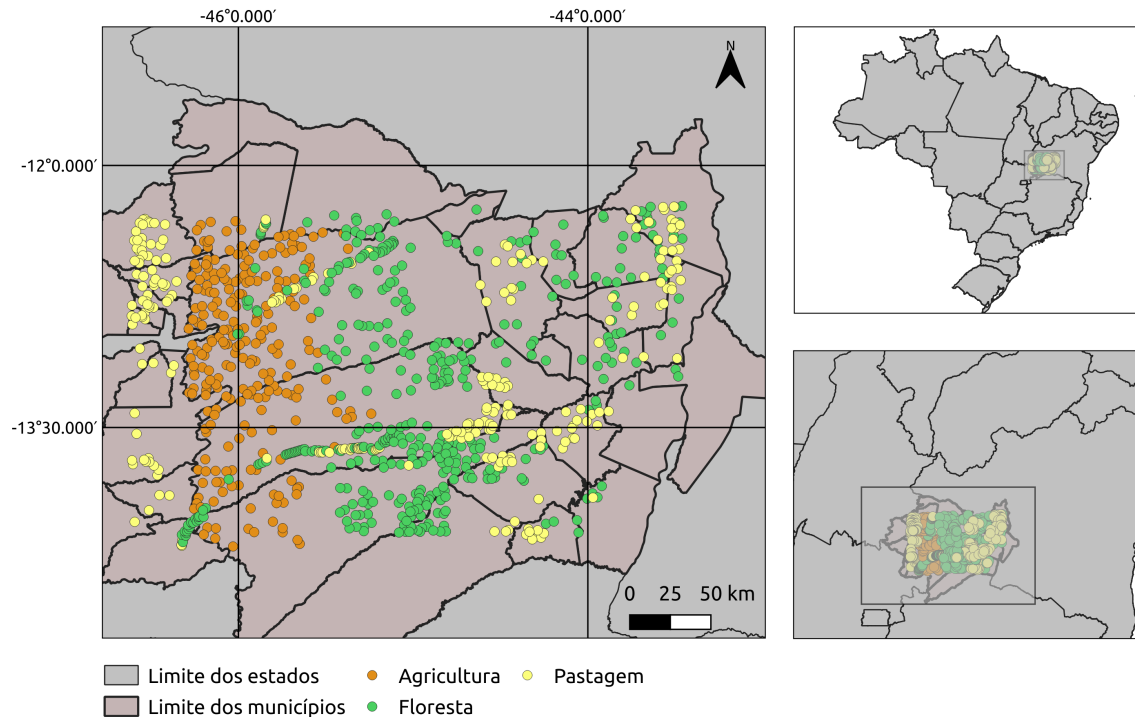 -46°0.000′ -44°0.000′
N
-12°0.000′
-13°30.000′
0 25 50 km
Limite dos estados Agricultura Pastagem
Limite dos municípios Floresta